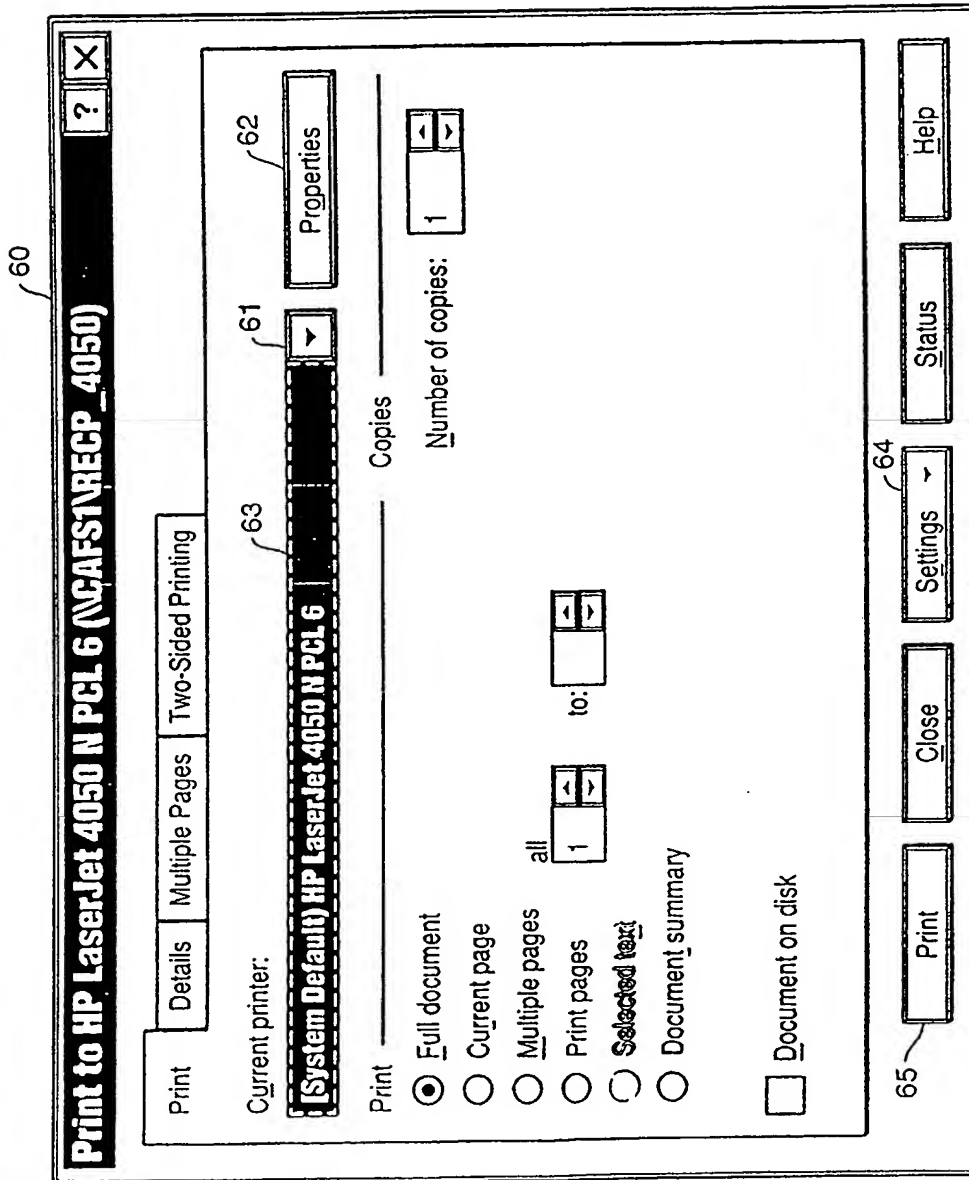 60
Print to HP LaserJet 4050 N PCL 6 (\\CAFS1\RECP_4050) ? X
Print Details Multiple Pages Two-Sided Printing
Current printer:
63 61 62
(System Default) HP LaserJet 4050 N PCL 6 Properties
Print Copies
Full document Number of copies: 1
Current page
Multiple pages all
Print pages 1 to:
Selected text
Document summary
Document on disk
64
Print Close Settings Status Help
65